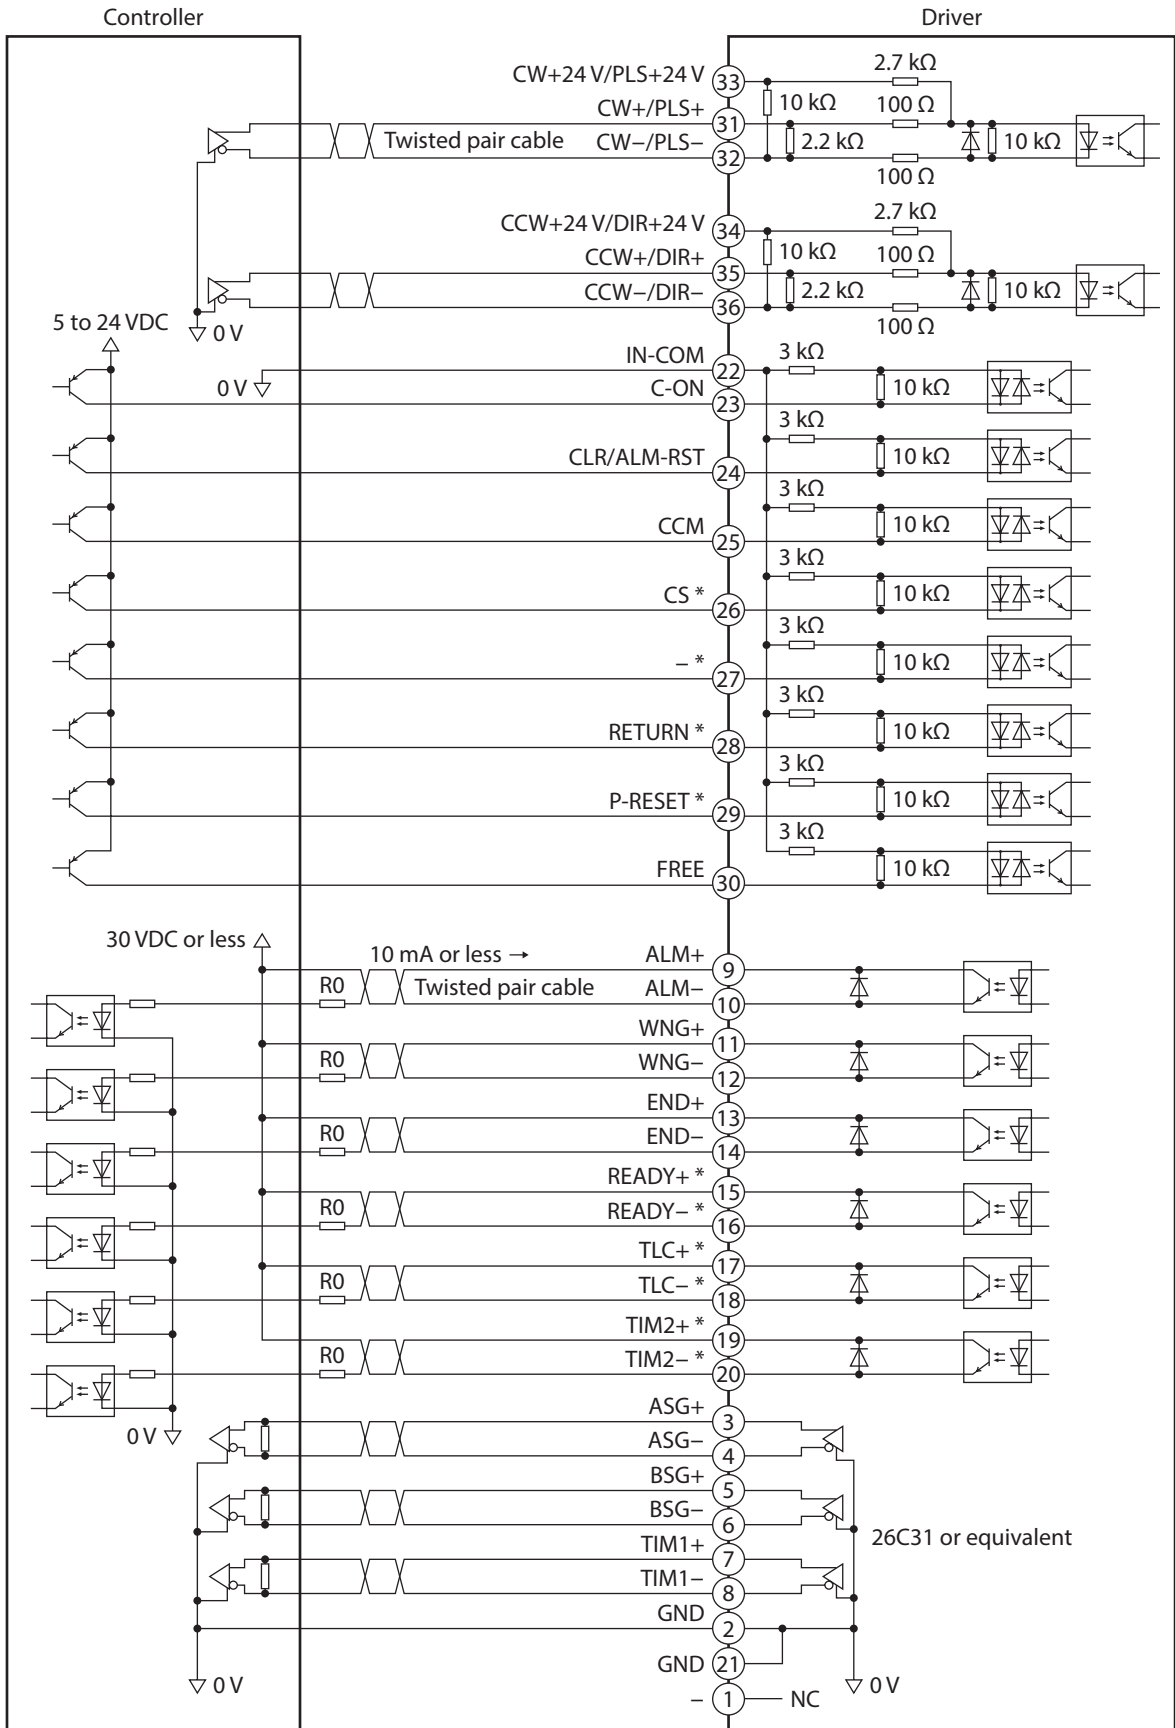 Controller
Driver
CW+24 V/PLS+24 V
33
2.7 kΩ
10 kΩ
CW+/PLS+
31
100 Ω
Twisted pair cable
CW−/PLS−
32
2.2 kΩ
10 kΩ
100 Ω
CCW+24 V/DIR+24 V
34
2.7 kΩ
10 kΩ
CCW+/DIR+
35
100 Ω
CCW−/DIR−
36
2.2 kΩ
10 kΩ
100 Ω
0 V
5 to 24 VDC
0 V
IN-COM
22
3 kΩ
C-ON
23
10 kΩ
3 kΩ
CLR/ALM-RST
24
10 kΩ
3 kΩ
CCM
25
10 kΩ
3 kΩ
CS *
26
10 kΩ
3 kΩ
− *
27
10 kΩ
3 kΩ
RETURN *
28
10 kΩ
3 kΩ
P-RESET *
29
10 kΩ
3 kΩ
FREE
30
10 kΩ
30 VDC or less
10 mA or less →
ALM+
9
R0
Twisted pair cable
ALM−
10
WNG+
11
R0
WNG−
12
END+
13
R0
END−
14
READY+ *
15
R0
READY− *
16
TLC+ *
17
R0
TLC− *
18
TIM2+ *
19
R0
TIM2− *
20
0 V
ASG+
3
ASG−
4
BSG+
5
BSG−
6
26C31 or equivalent
TIM1+
7
TIM1−
8
GND
2
GND
21
0 V
0 V
−
1
NC